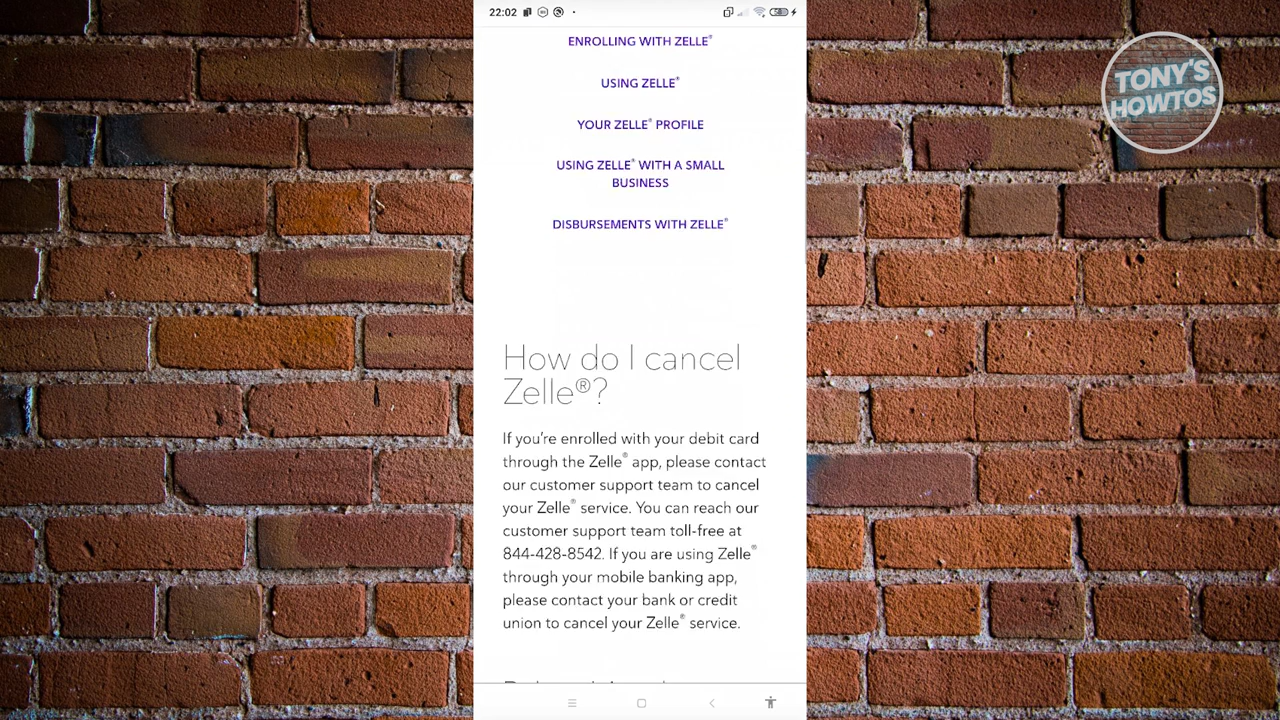 22:02
TONY'S
HOWTOS
ENROLLING WITH ZELLE®
USING ZELLE®
YOUR ZELLE® PROFILE
USING ZELLE® WITH A SMALL
BUSINESS
DISBURSEMENTS WITH ZELLE®
How do I cancel
Zelle®?
If you're enrolled with your debit card
through the Zelle® app, please contact
our customer support team to cancel
your Zelle® service. You can reach our
customer support team toll-free at
844-428-8542. If you are using Zelle®
through your mobile banking app,
please contact your bank or credit
union to cancel your Zelle® service.